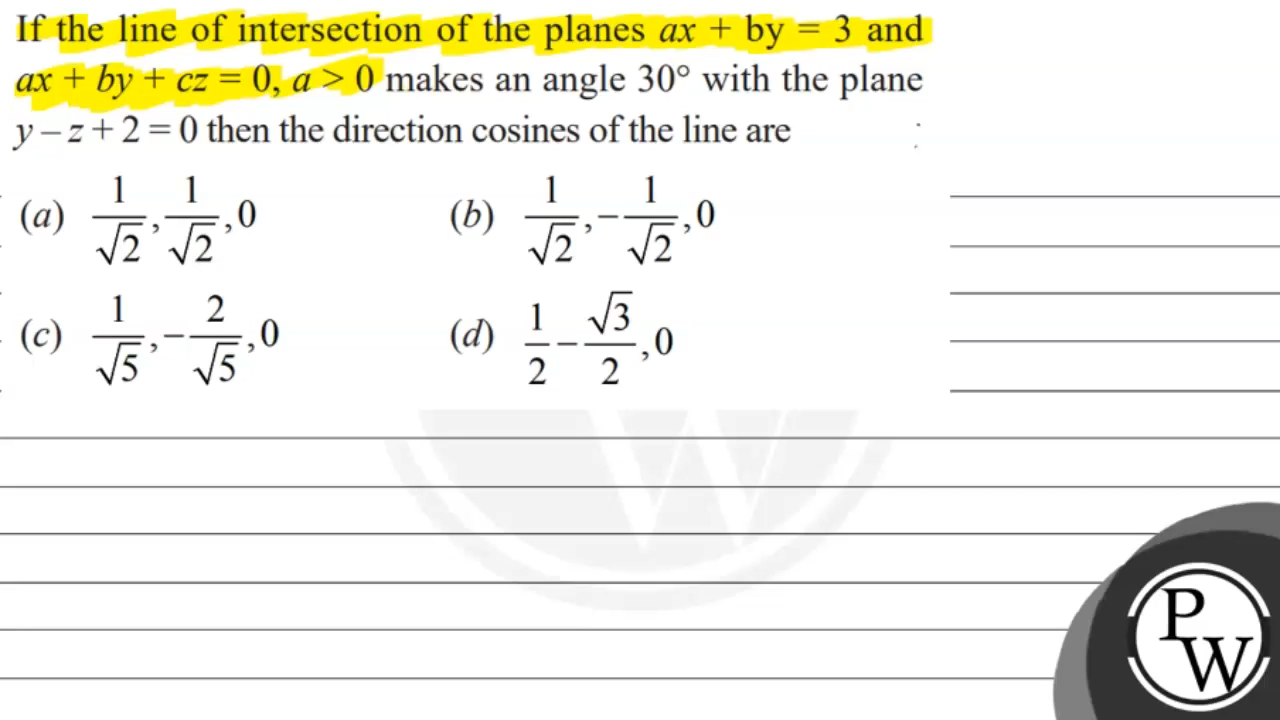 If the line of intersection of the planes ax + by = 3 and
ax + by + cz = 0, a > 0 makes an angle 30° with the plane
y – z + 2 = 0 then the direction cosines of the line are
(a) 1/√2, 1/√2, 0 (b) 1/√2, –1/√2, 0
(c) 1/√5, –2/√5, 0 (d) 1/2 – √3/2, 0
P
W